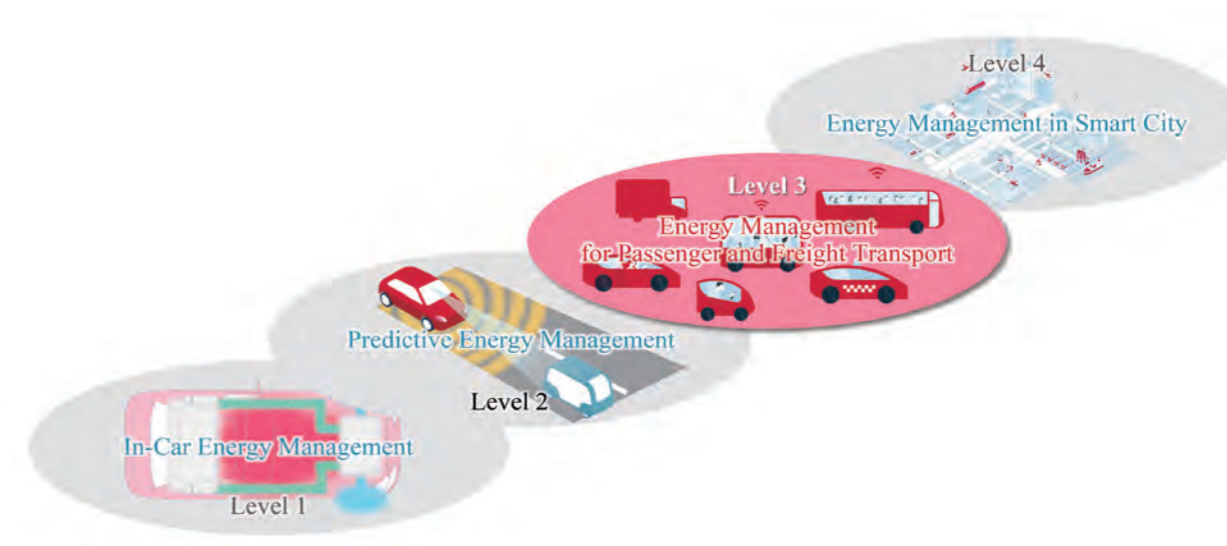 Level 4
Energy Management in Smart City
Level 3
Energy Management
for Passenger and Freight Transport
Predictive Energy Management
Level 2
In-Car Energy Management
Level 1